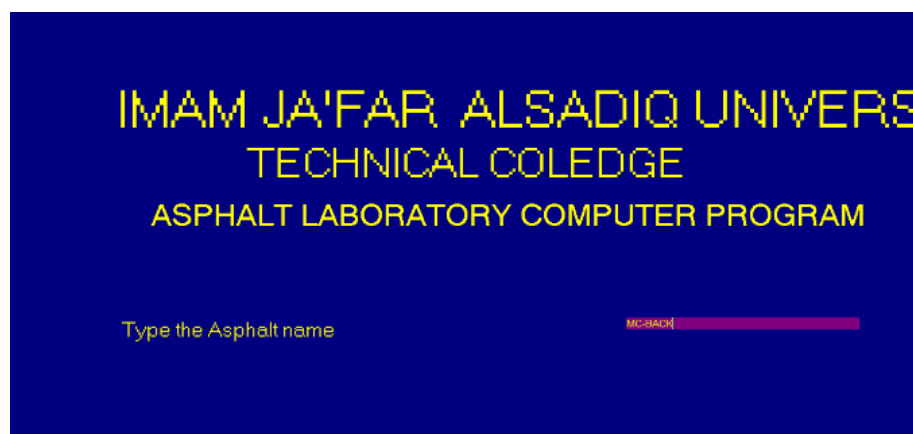 IMAM JA'FAR ALSADIQ UNIVERS
TECHNICAL COLEDGE
ASPHALT LABORATORY COMPUTER PROGRAM
Type the Asphalt name
MC-BACK